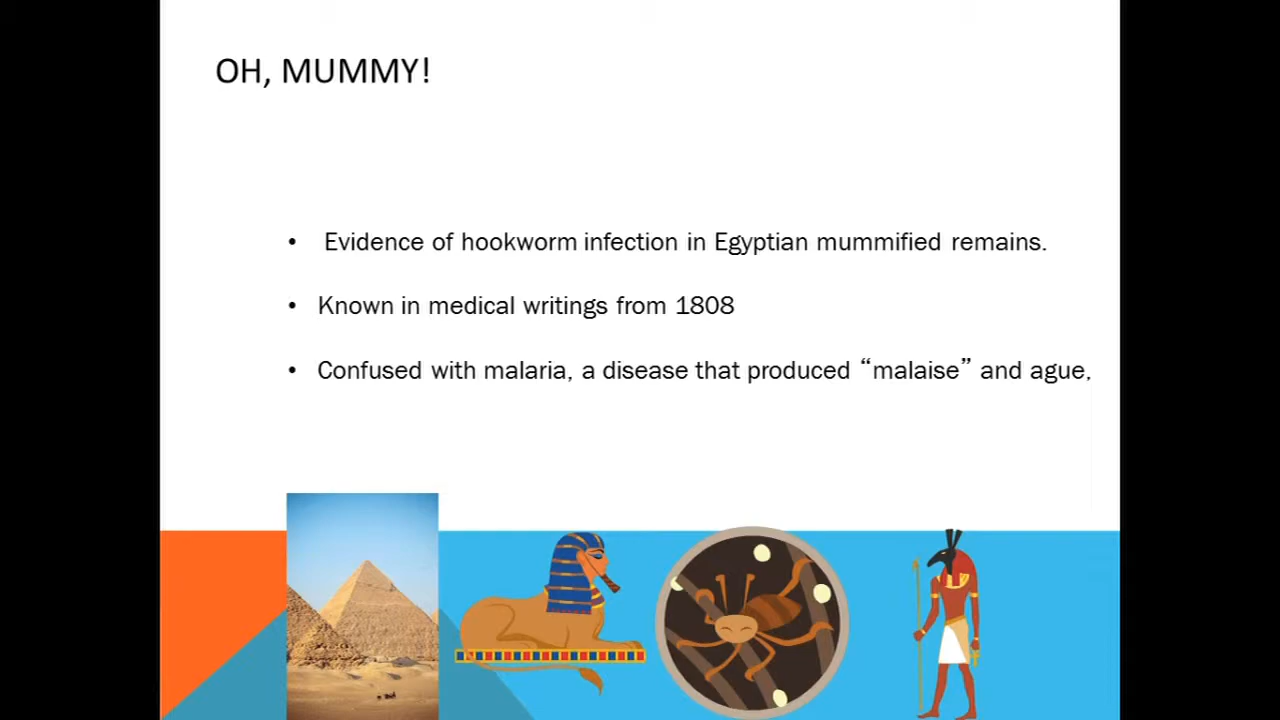 OH, MUMMY!
• Evidence of hookworm infection in Egyptian mummified remains.
• Known in medical writings from 1808
• Confused with malaria, a disease that produced “malaise” and ague,